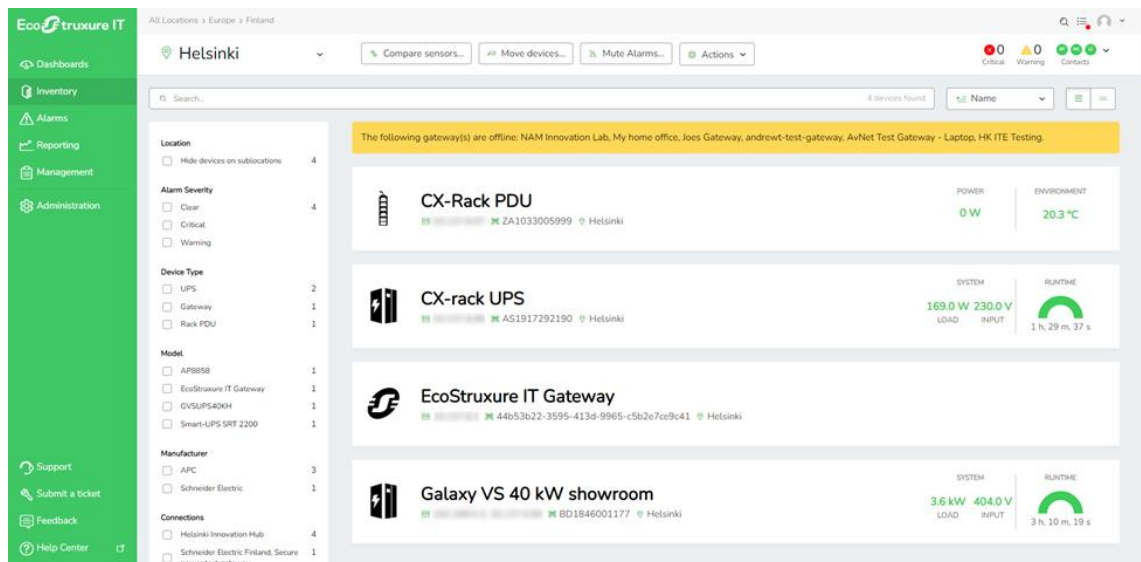 EcoStruxure IT
Dashboards
Inventory
Alarms
Reporting
Management
Administration
Support
Submit a ticket
Feedback
Help Center
All Locations > Europe > Finland
Helsinki
Compare sensors...
Move devices...
Mute Alarms...
Actions
0 Critical
0 Warning
Contacts
Search...
4 devices found
Name
Location
Hide devices on sublocations 4
Alarm Severity
Clear 4
Critical
Warning
Device Type
UPS 2
Gateway 1
Rack PDU 1
Model
AP8858 1
EcoStruxure IT Gateway 1
GVSUPS40KH 1
Smart-UPS SRT 2200 1
Manufacturer
APC 3
Schneider Electric 1
Connections
Helsinki Innovation Hub 4
Schneider Electric Finland, Secure 1
The following gateway(s) are offline: NAM Innovation Lab, My home office, Joes Gateway, andrewt-test-gateway, AvNet Test Gateway - Laptop, HK ITE Testing.
CX-Rack PDU
ZA1033005999 Helsinki
POWER
0 W
ENVIRONMENT
20.3 °C
CX-rack UPS
AS1917292190 Helsinki
SYSTEM
169.0 W 230.0 V
LOAD INPUT
RUNTIME
1 h, 29 m, 37 s
EcoStruxure IT Gateway
44b53b22-3595-413d-9965-c5b2e7ce9c41 Helsinki
Galaxy VS 40 kW showroom
BD1846001177 Helsinki
SYSTEM
3.6 kW 404.0 V
LOAD INPUT
RUNTIME
3 h, 10 m, 19 s